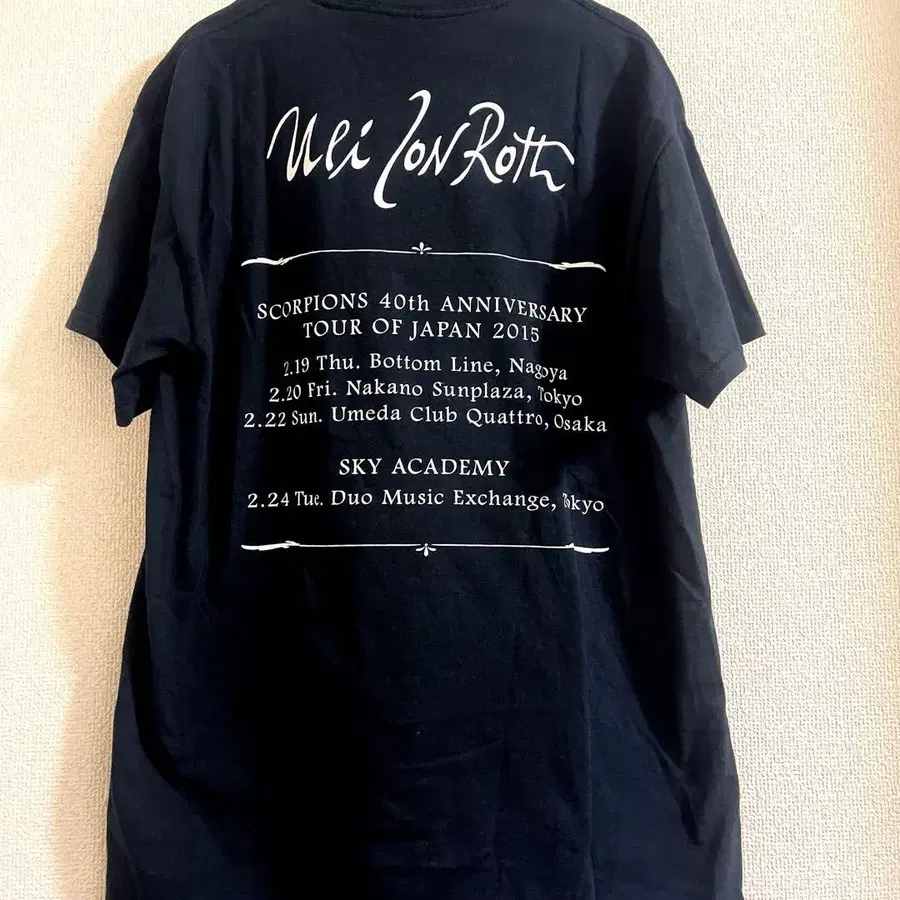 Uli Jon Roth
SCORPIONS 40th ANNIVERSARY
TOUR OF JAPAN 2015
2.19 Thu. Bottom Line, Nagoya
2.20 Fri. Nakano Sunplaza, Tokyo
2.22 Sun. Umeda Club Quattro, Osaka
SKY ACADEMY
2.24 Tue. Duo Music Exchange, Tokyo